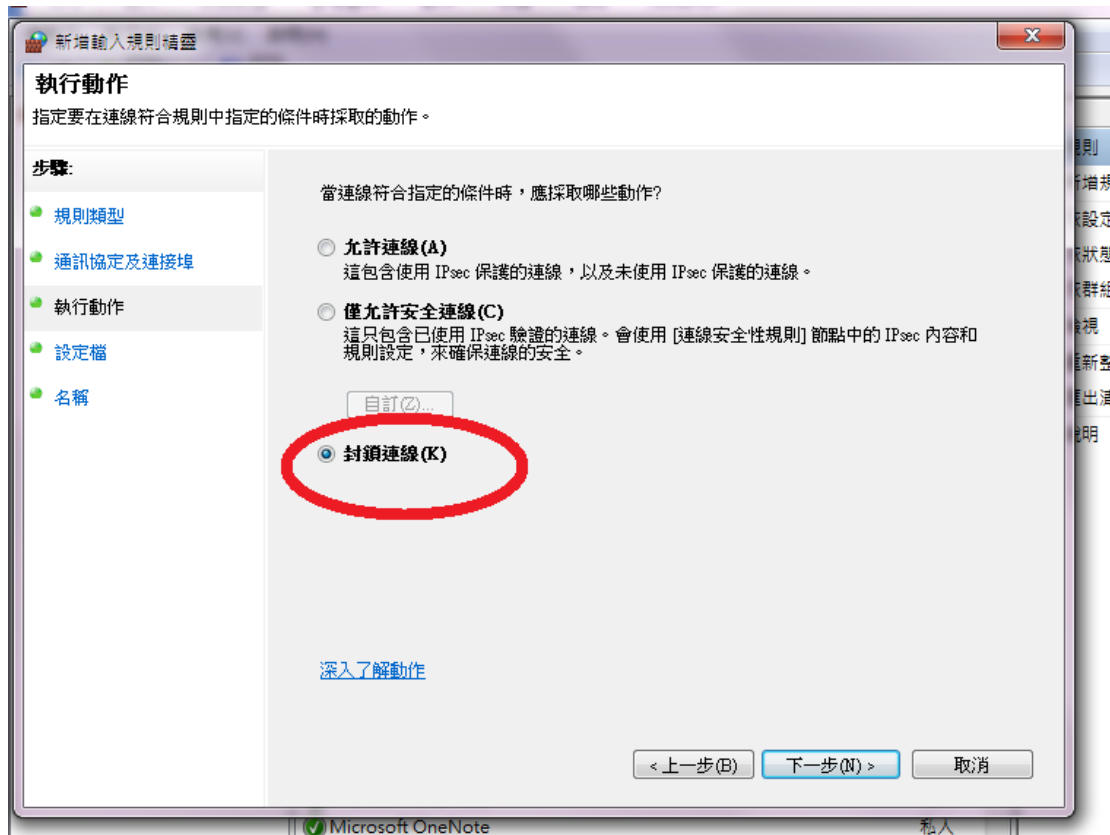 新增輸入規則精靈
執行動作
指定要在連線符合規則中指定的條件時採取的動作。
步驟:
規則類型
通訊協定及連接埠
執行動作
設定檔
名稱
當連線符合指定的條件時，應採取哪些動作?
允許連線(A)
這包含使用 IPsec 保護的連線，以及未使用 IPsec 保護的連線。
僅允許安全連線(C)
這只包含已使用 IPsec 驗證的連線。會使用 [連線安全性規則] 節點中的 IPsec 內容和
規則設定，來確保連線的安全。
自訂(Z)...
封鎖連線(K)
深入了解動作
<上一步(B)
下一步(N) >
取消
Microsoft OneNote
私人